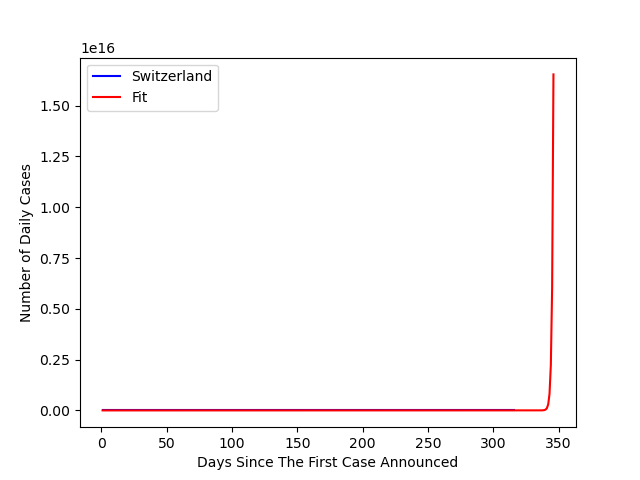 1e16
Switzerland
Fit
1.50
1.25
1.00
0.75
0.50
0.25
0.00
Number of Daily Cases
0 50 100 150 200 250 300 350
Days Since The First Case Announced